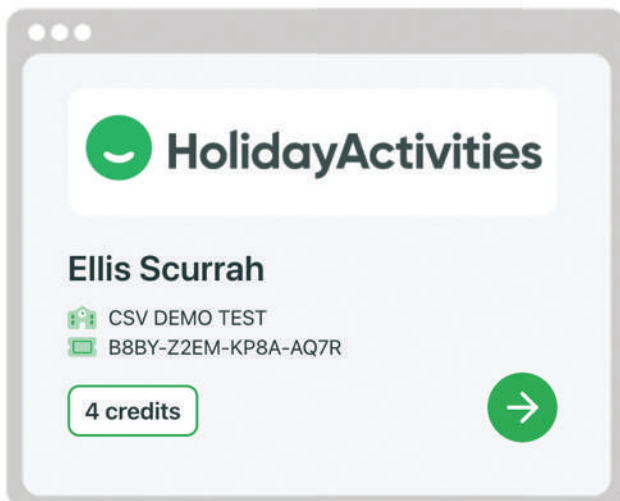 HolidayActivities
Ellis Scurrah
CSV DEMO TEST
B8BY-Z2EM-KP8A-AQ7R
4 credits